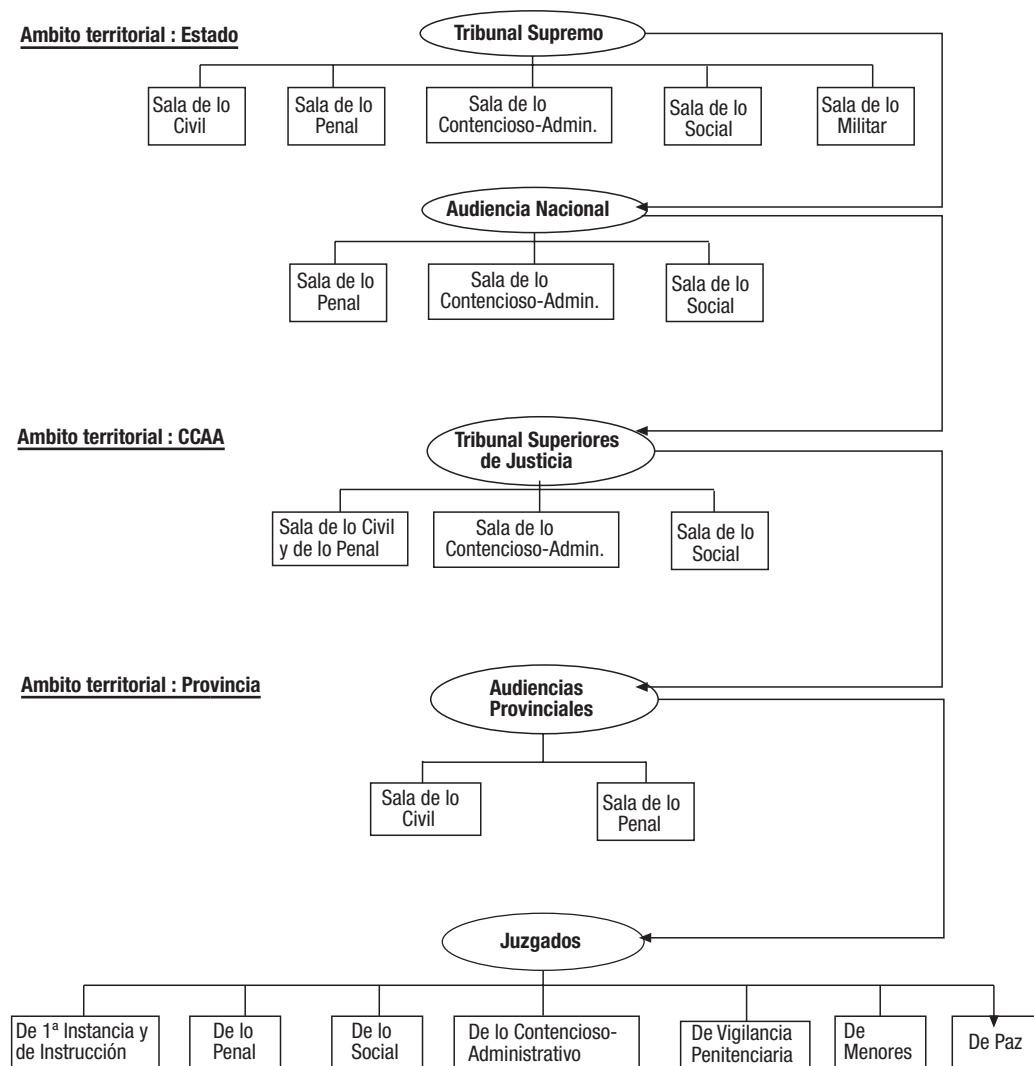 Ambito territorial : Estado
Tribunal Supremo
Sala de lo
Civil
Sala de lo
Penal
Sala de lo
Contencioso-Admin.
Sala de lo
Social
Sala de lo
Militar
Audiencia Nacional
Sala de lo
Penal
Sala de lo
Contencioso-Admin.
Sala de lo
Social
Ambito territorial : CCAA
Tribunal Superiores
de Justicia
Sala de lo Civil
y de lo Penal
Sala de lo
Contencioso-Admin.
Sala de lo
Social
Ambito territorial : Provincia
Audiencias
Provinciales
Sala de lo
Civil
Sala de lo
Penal
Juzgados
De 1ª Instancia y
de Instrucción
De lo
Penal
De lo
Social
De lo Contencioso-
Administrativo
De Vigilancia
Penitenciaria
De
Menores
De Paz